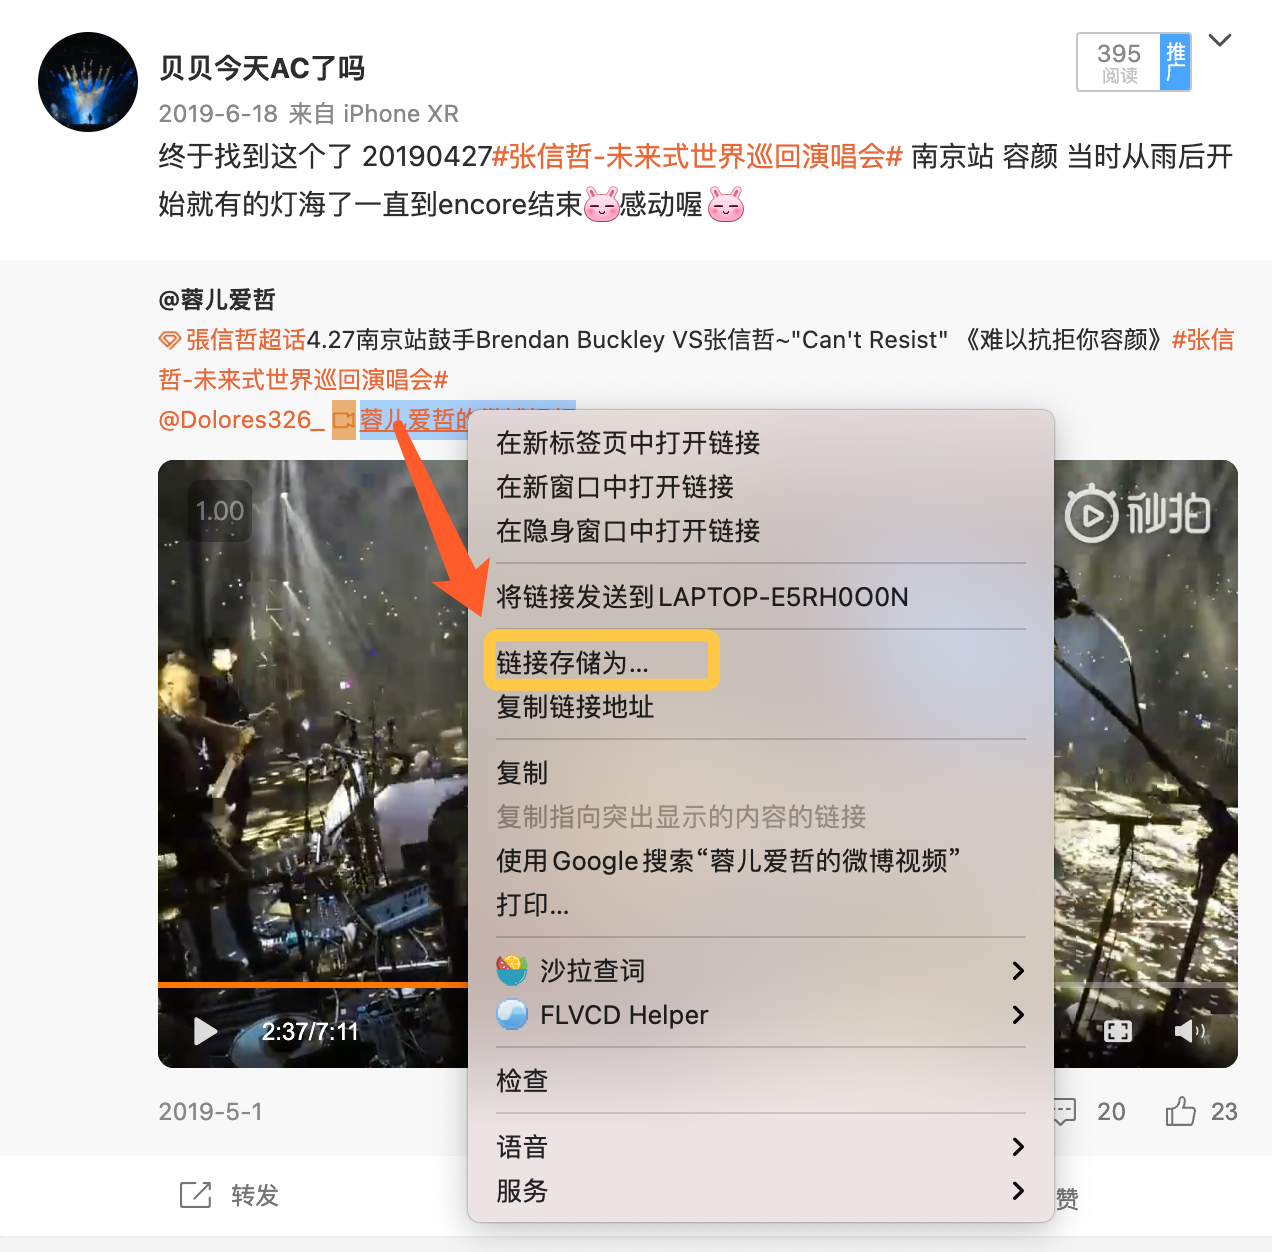 贝贝今天AC了吗
395
阅读
推广
2019-6-18 来自 iPhone XR
终于找到这个了 20190427#张信哲-未来式世界巡回演唱会# 南京站 容颜 当时从雨后开
始就有的灯海了一直到encore结束感动喔
@蓉儿爱哲
張信哲超话4.27南京站鼓手Brendan Buckley VS张信哲~"Can't Resist" 《难以抗拒你容颜》#张信
哲-未来式世界巡回演唱会#
@Dolores326_ 蓉儿爱哲的微博视频
1.00
秒拍
在新标签页中打开链接
在新窗口中打开链接
在隐身窗口中打开链接
将链接发送到LAPTOP-E5RH0O0N
链接存储为...
复制链接地址
复制
复制指向突出显示的内容的链接
使用Google搜索“蓉儿爱哲的微博视频”
打印...
沙拉查词
FLVCD Helper
检查
语音
服务
2:37/7:11
2019-5-1
20
23
转发
赞